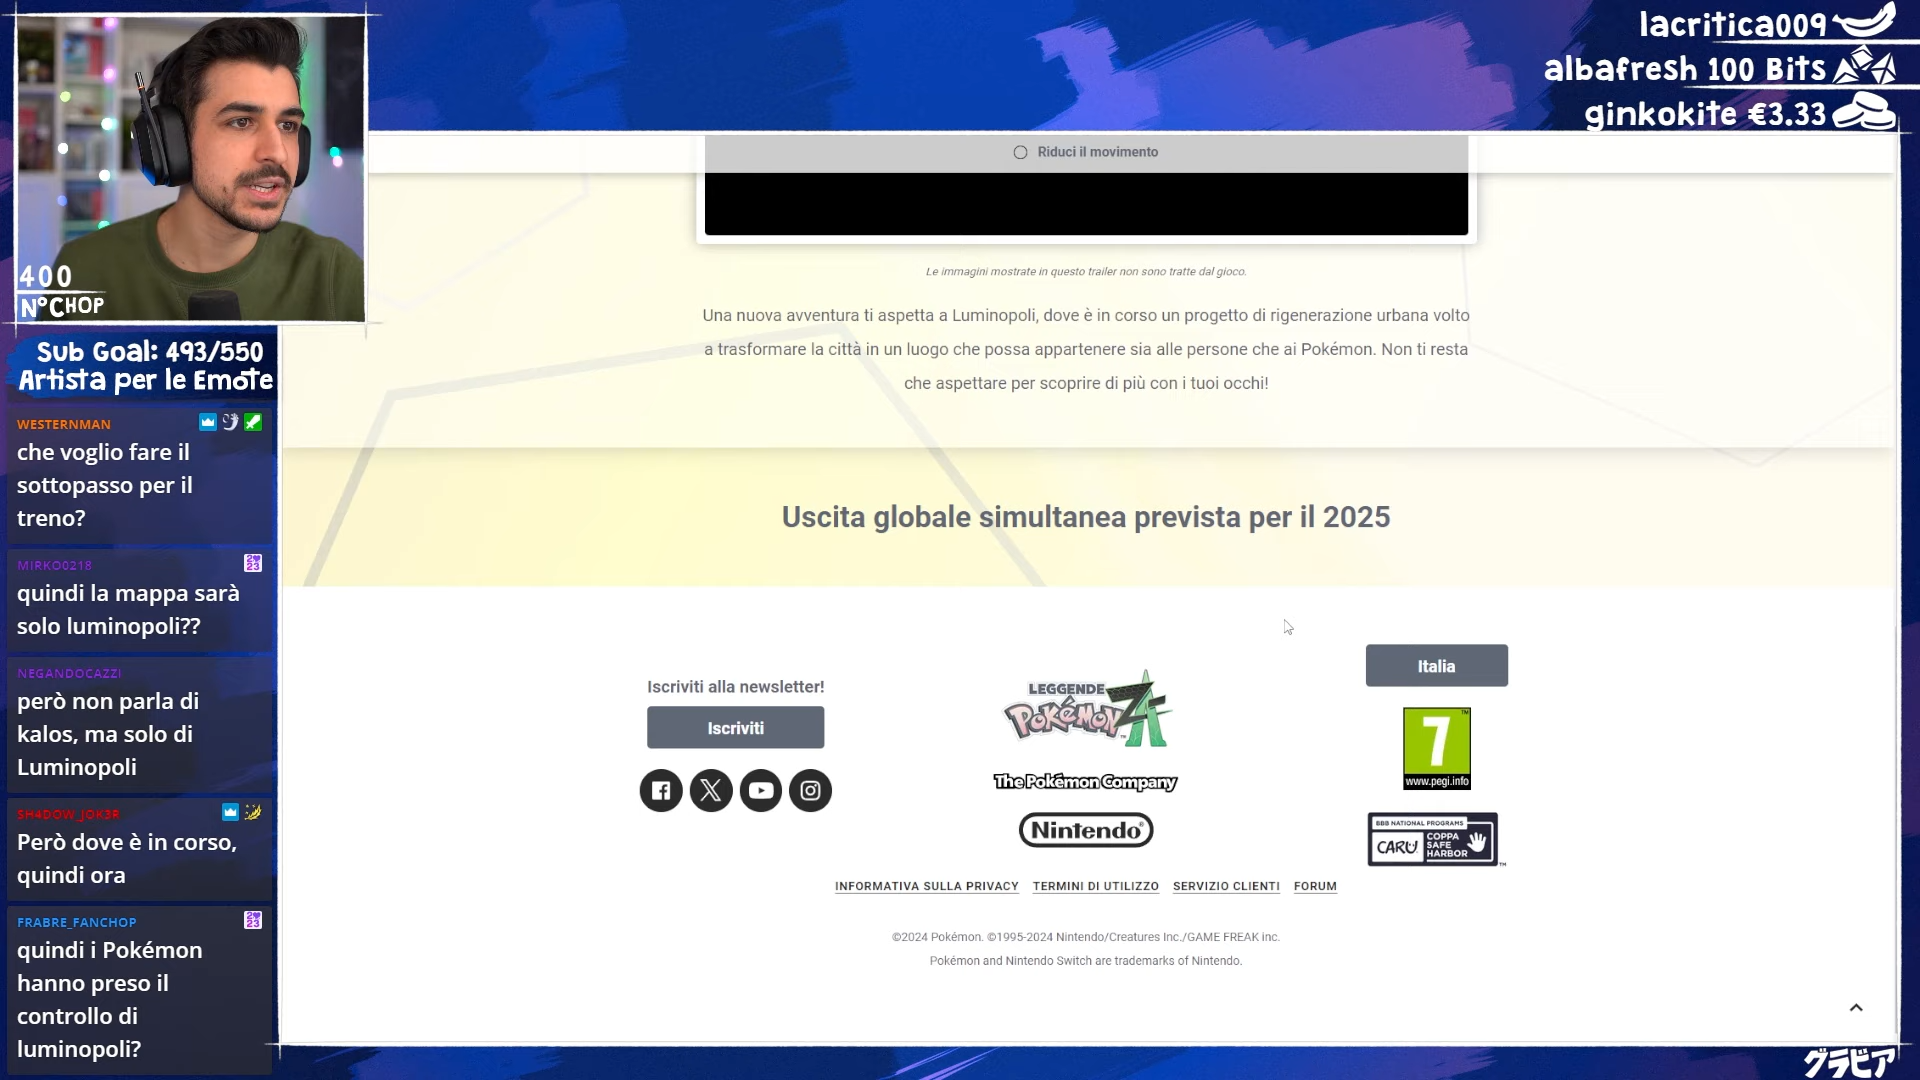 lacritica009
albafresh 100 Bits
ginkokite €3.33
400
N°CHOP
Sub Goal: 493/550
Artista per le Emote
WESTERNMAN
che voglio fare il
sottopasso per il
treno?
MIRKO0218
quindi la mappa sarà
solo luminopoli??
NEGANDOCAZZI
però non parla di
kalos, ma solo di
Luminopoli
SH4DOW_JOK3R
Però dove è in corso,
quindi ora
FRABRE_FANCHOP
quindi i Pokémon
hanno preso il
controllo di
luminopoli?
Riduci il movimento
Le immagini mostrate in questo trailer non sono tratte dal gioco.
Una nuova avventura ti aspetta a Luminopoli, dove è in corso un progetto di rigenerazione urbana volto
a trasformare la città in un luogo che possa appartenere sia alle persone che ai Pokémon. Non ti resta
che aspettare per scoprire di più con i tuoi occhi!
Uscita globale simultanea prevista per il 2025
Iscriviti alla newsletter!
Iscriviti
LEGGENDE
POKéMON ZA
The Pokémon Company
Nintendo
Italia
7
www.pegi.info
BBB NATIONAL PROGRAMS
CARU
COPPA
SAFE
HARBOR
INFORMATIVA SULLA PRIVACY TERMINI DI UTILIZZO SERVIZIO CLIENTI FORUM
©2024 Pokémon. ©1995-2024 Nintendo/Creatures Inc./GAME FREAK inc.
Pokémon and Nintendo Switch are trademarks of Nintendo.
グラビア